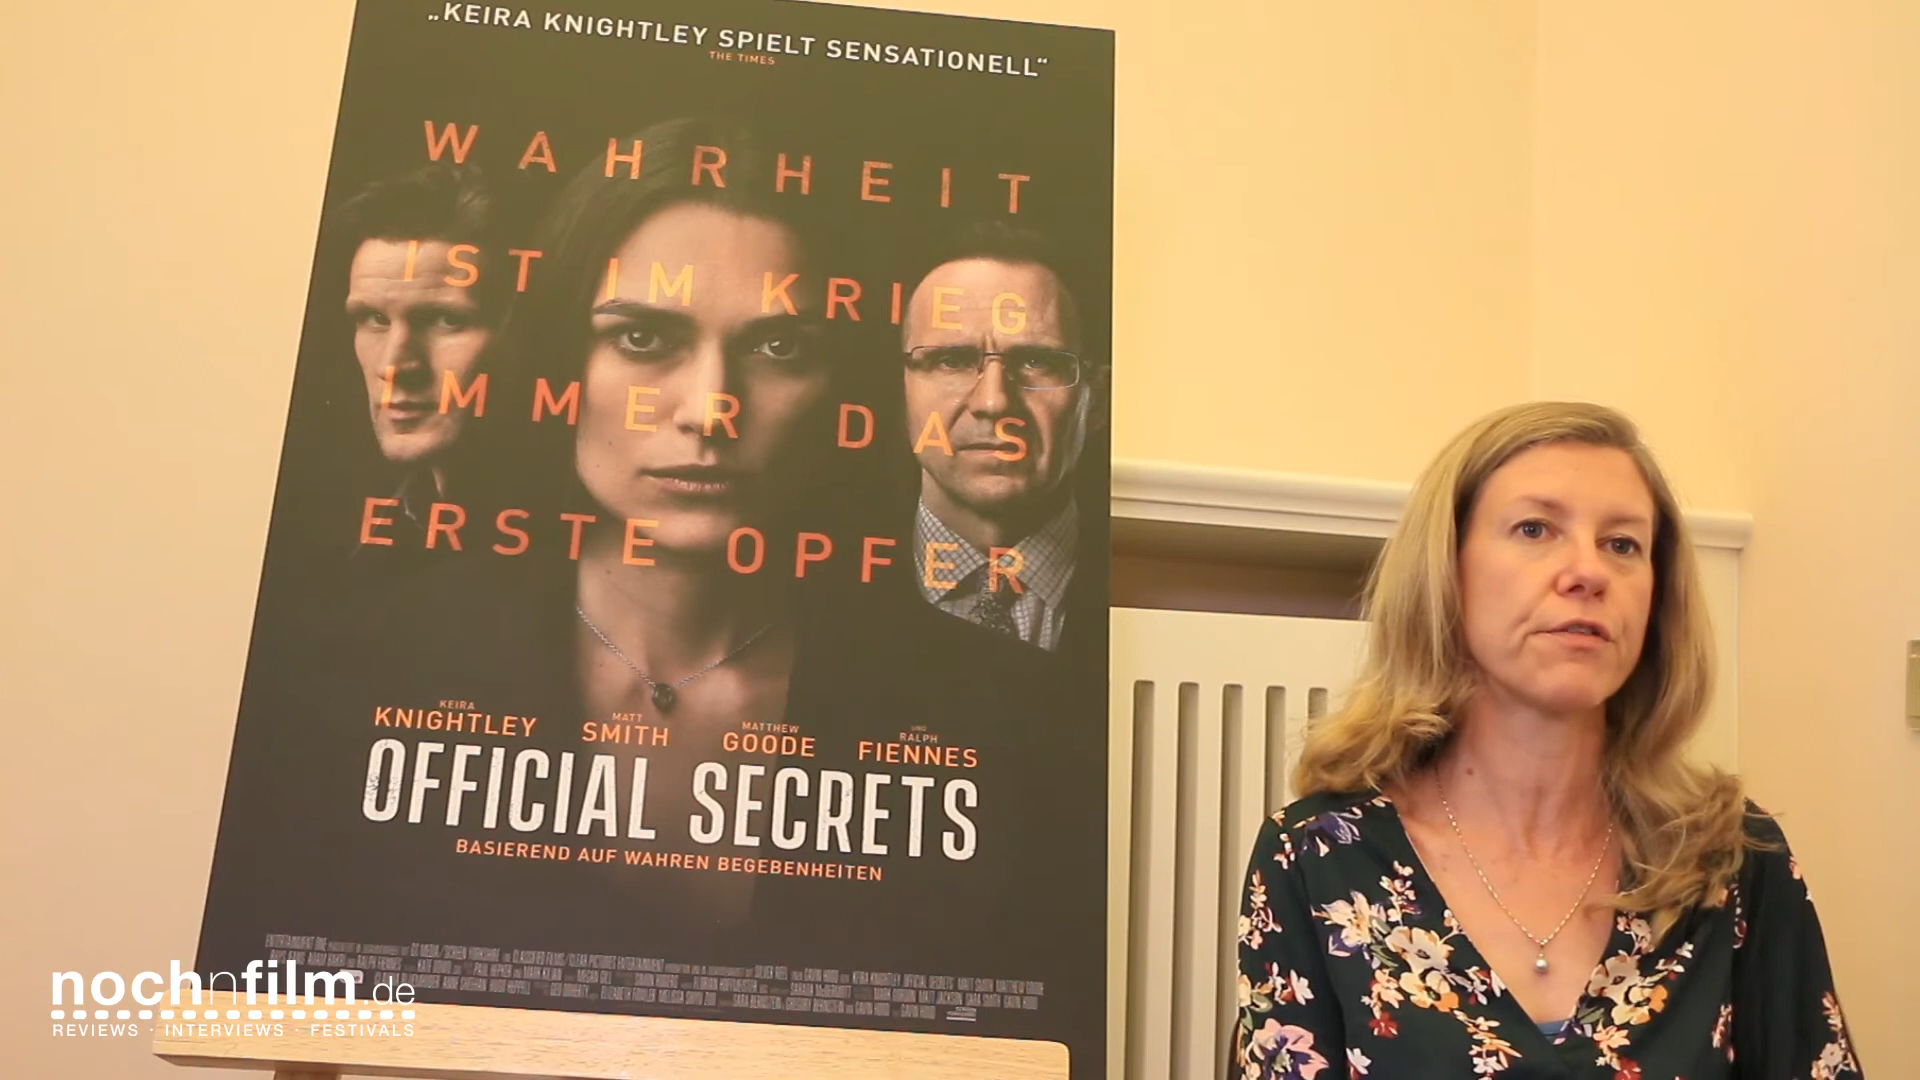 „KEIRA KNIGHTLEY SPIELT SENSATIONELL“
THE TIMES
WAHRHEIT
IST IM KRIEG
IMMER DAS
ERSTE OPFER
KEIRA KNIGHTLEY
MATT SMITH
MATTHEW GOODE
UND RALPH FIENNES
OFFICIAL SECRETS
BASIEREND AUF WAHREN BEGEBENHEITEN
nochnfilm.de
REVIEWS · INTERVIEWS · FESTIVALS